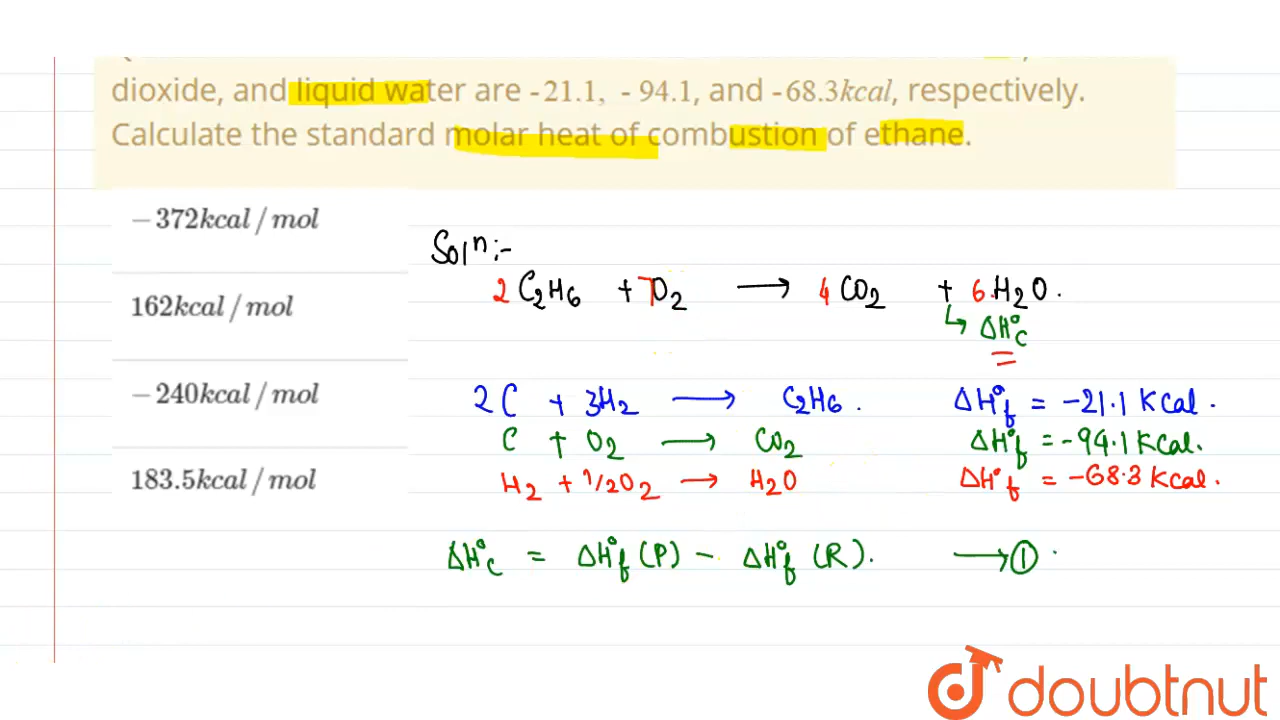 dioxide, and liquid water are -21.1, - 94.1, and -68.3kcal, respectively.
Calculate the standard molar heat of combustion of ethane.
-372kcal/mol
162kcal/mol
-240kcal/mol
183.5kcal/mol
Solⁿ:-
2 C₂H₆ + 7O₂ ⟶ 4 CO₂ + 6 H₂O.
↳ ΔH°c
2C + 3H₂ ⟶ C₂H₆. ΔH°f = -21.1 Kcal.
C + O₂ ⟶ CO₂ ΔH°f = -94.1 Kcal.
H₂ + 1/2O₂ ⟶ H₂O ΔH°f = -68.3 Kcal.
ΔH°c = ΔH°f (P) - ΔH°f (R). ⟶ ①
doubtnut